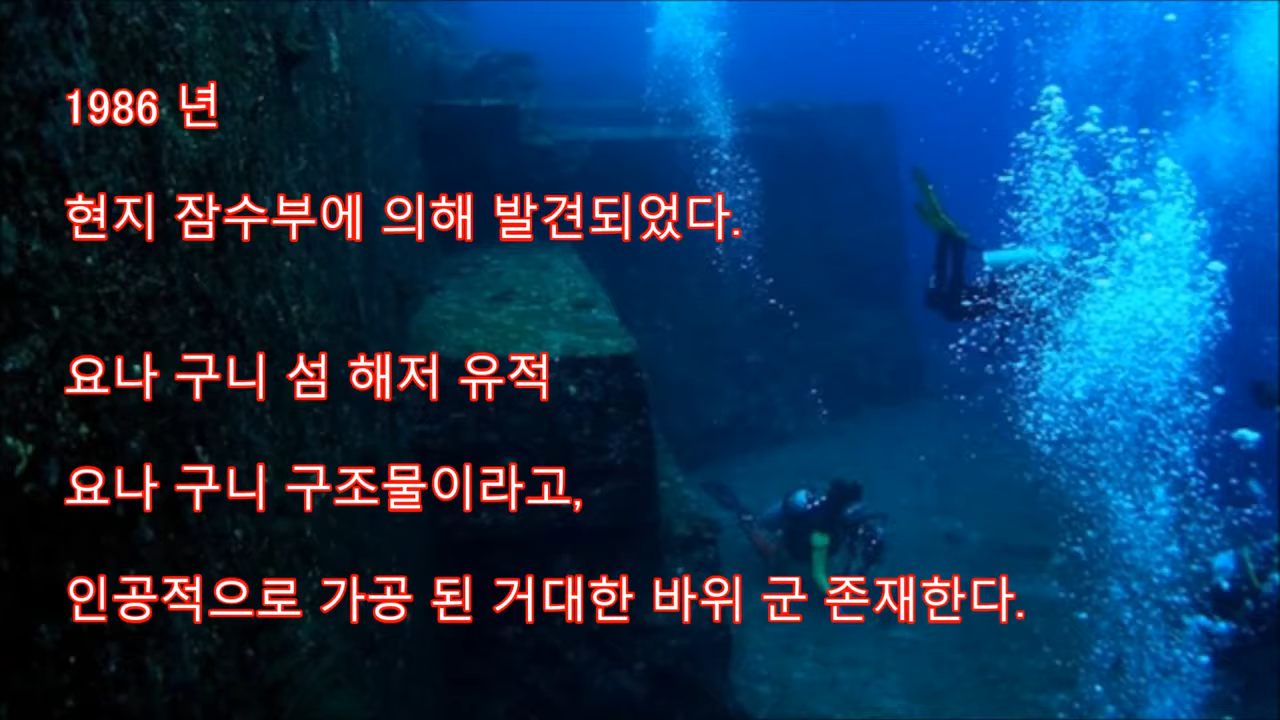 1986 년
현지 잠수부에 의해 발견되었다.
요나 구니 섬 해저 유적
요나 구니 구조물이라고,
인공적으로 가공 된 거대한 바위 군 존재한다.